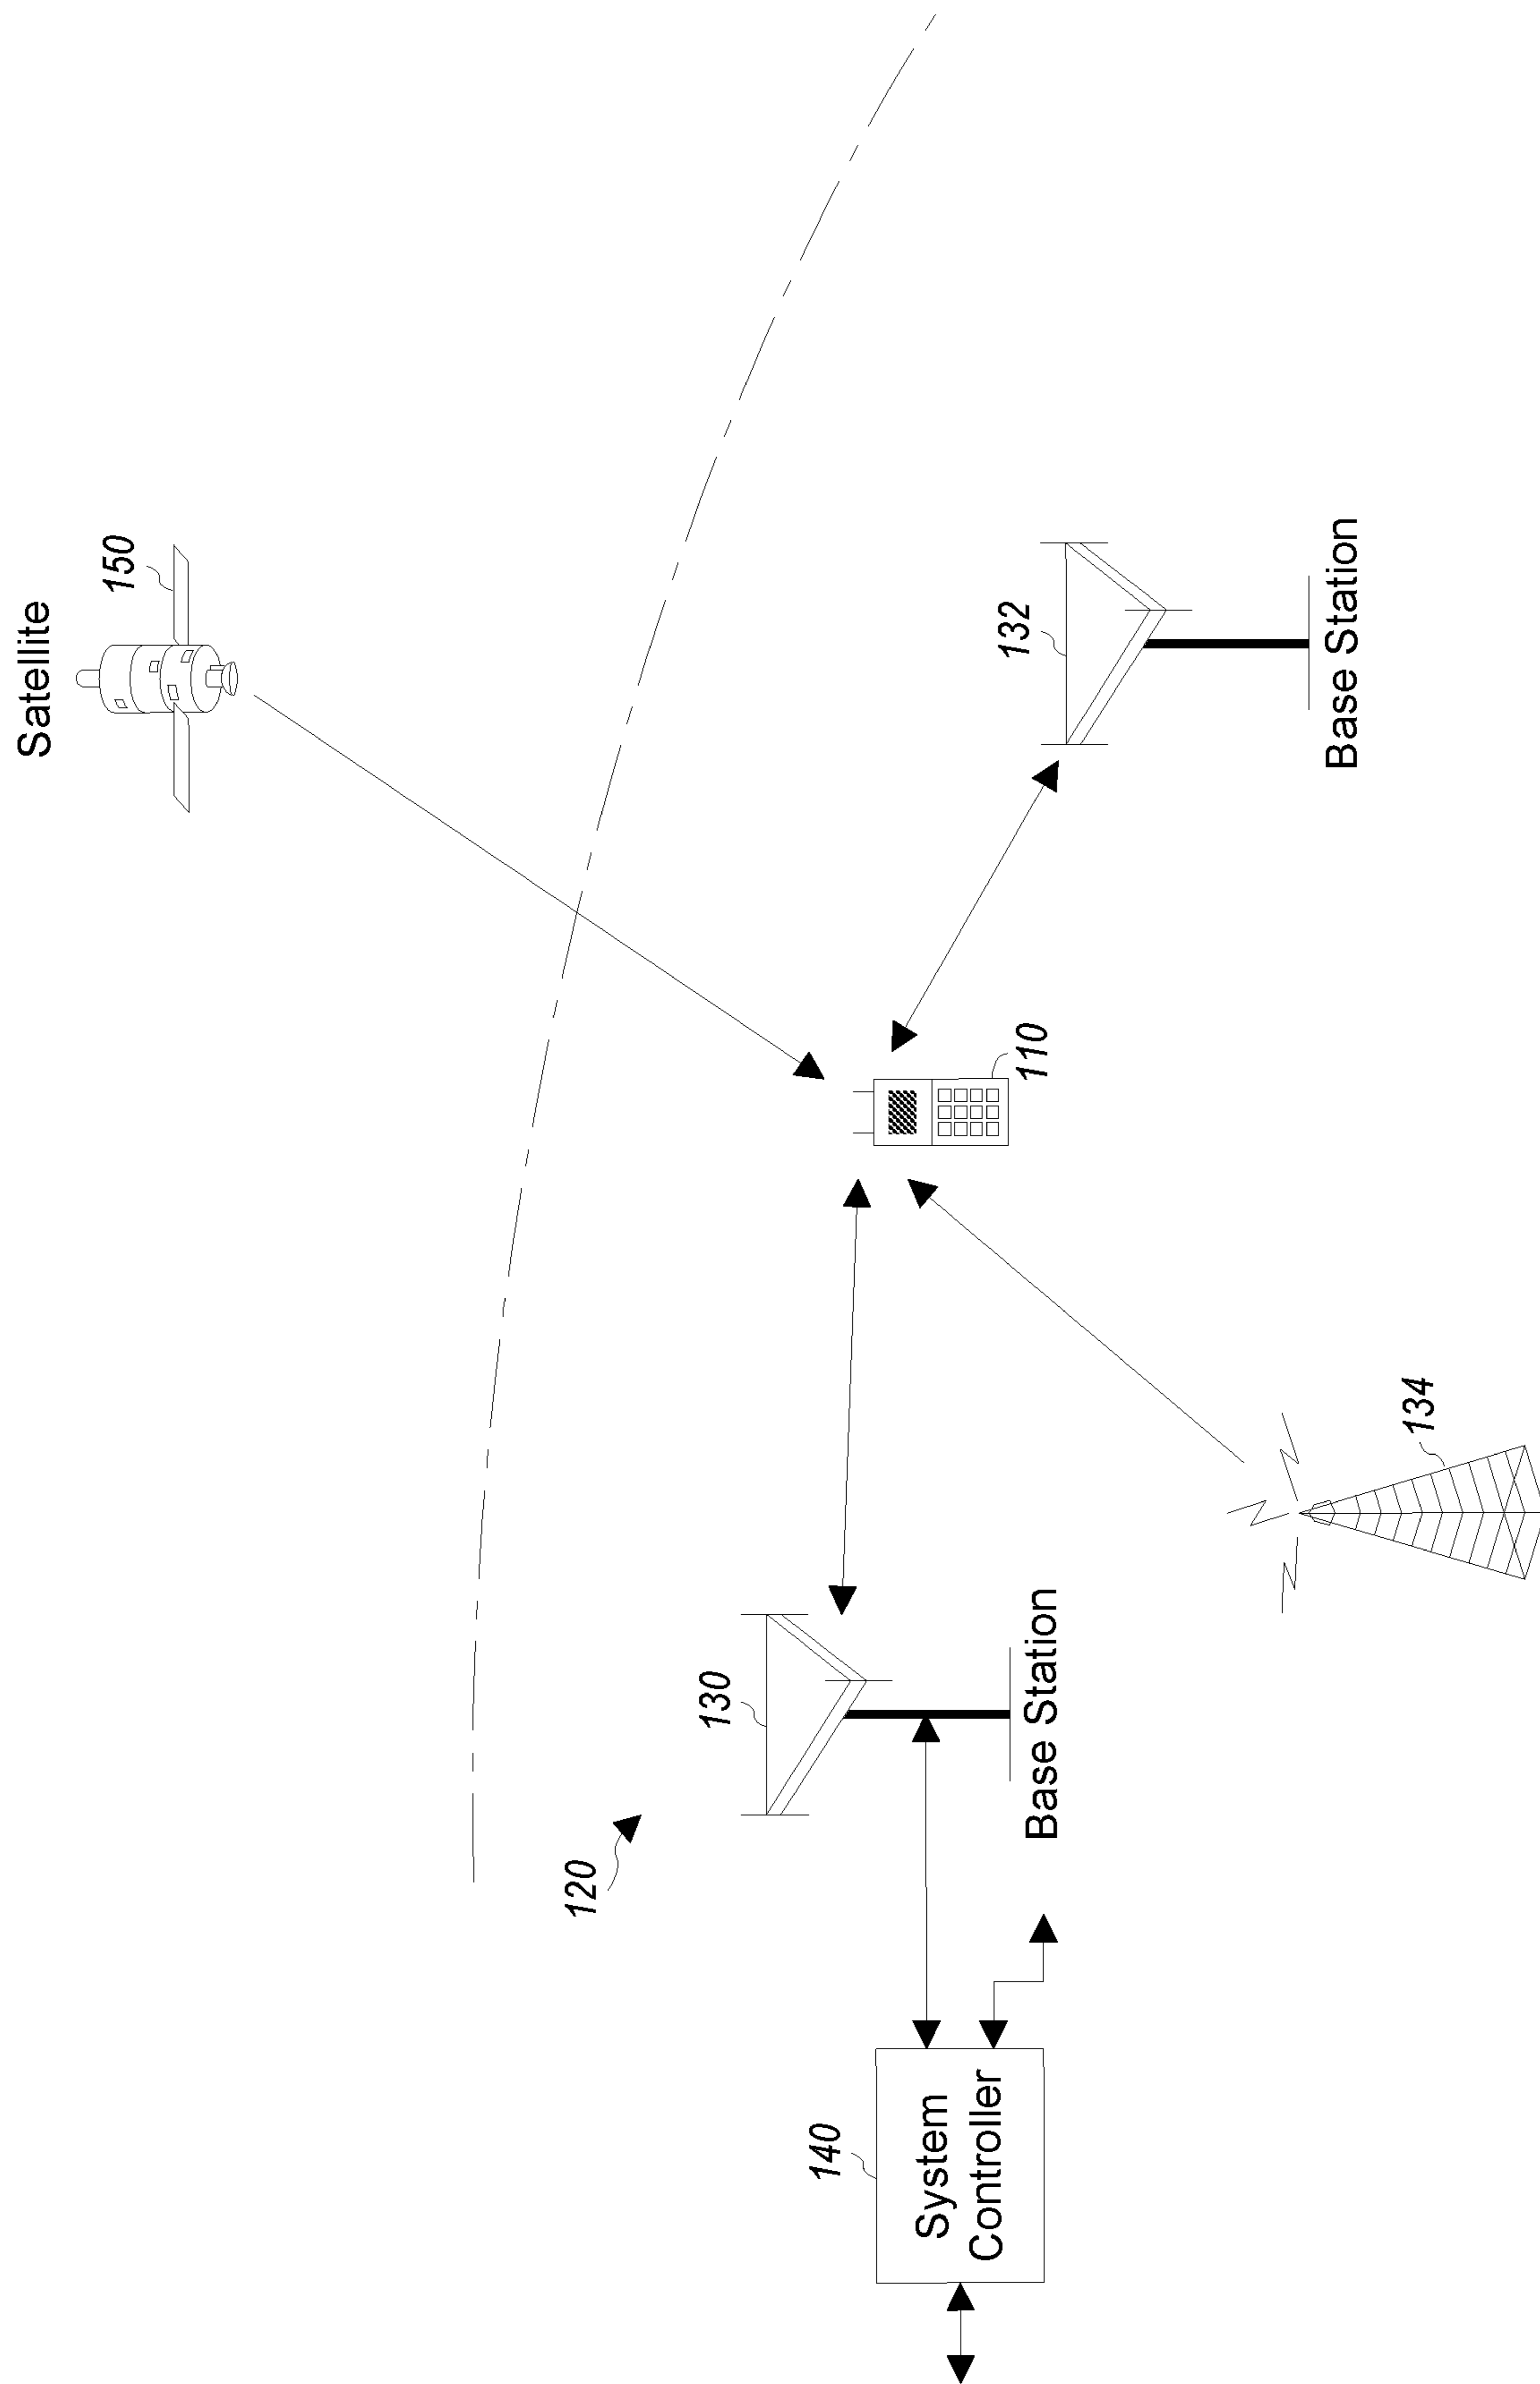 Satellite
150
120
130
132
140
System
Controller
110
Base Station
Base Station
134